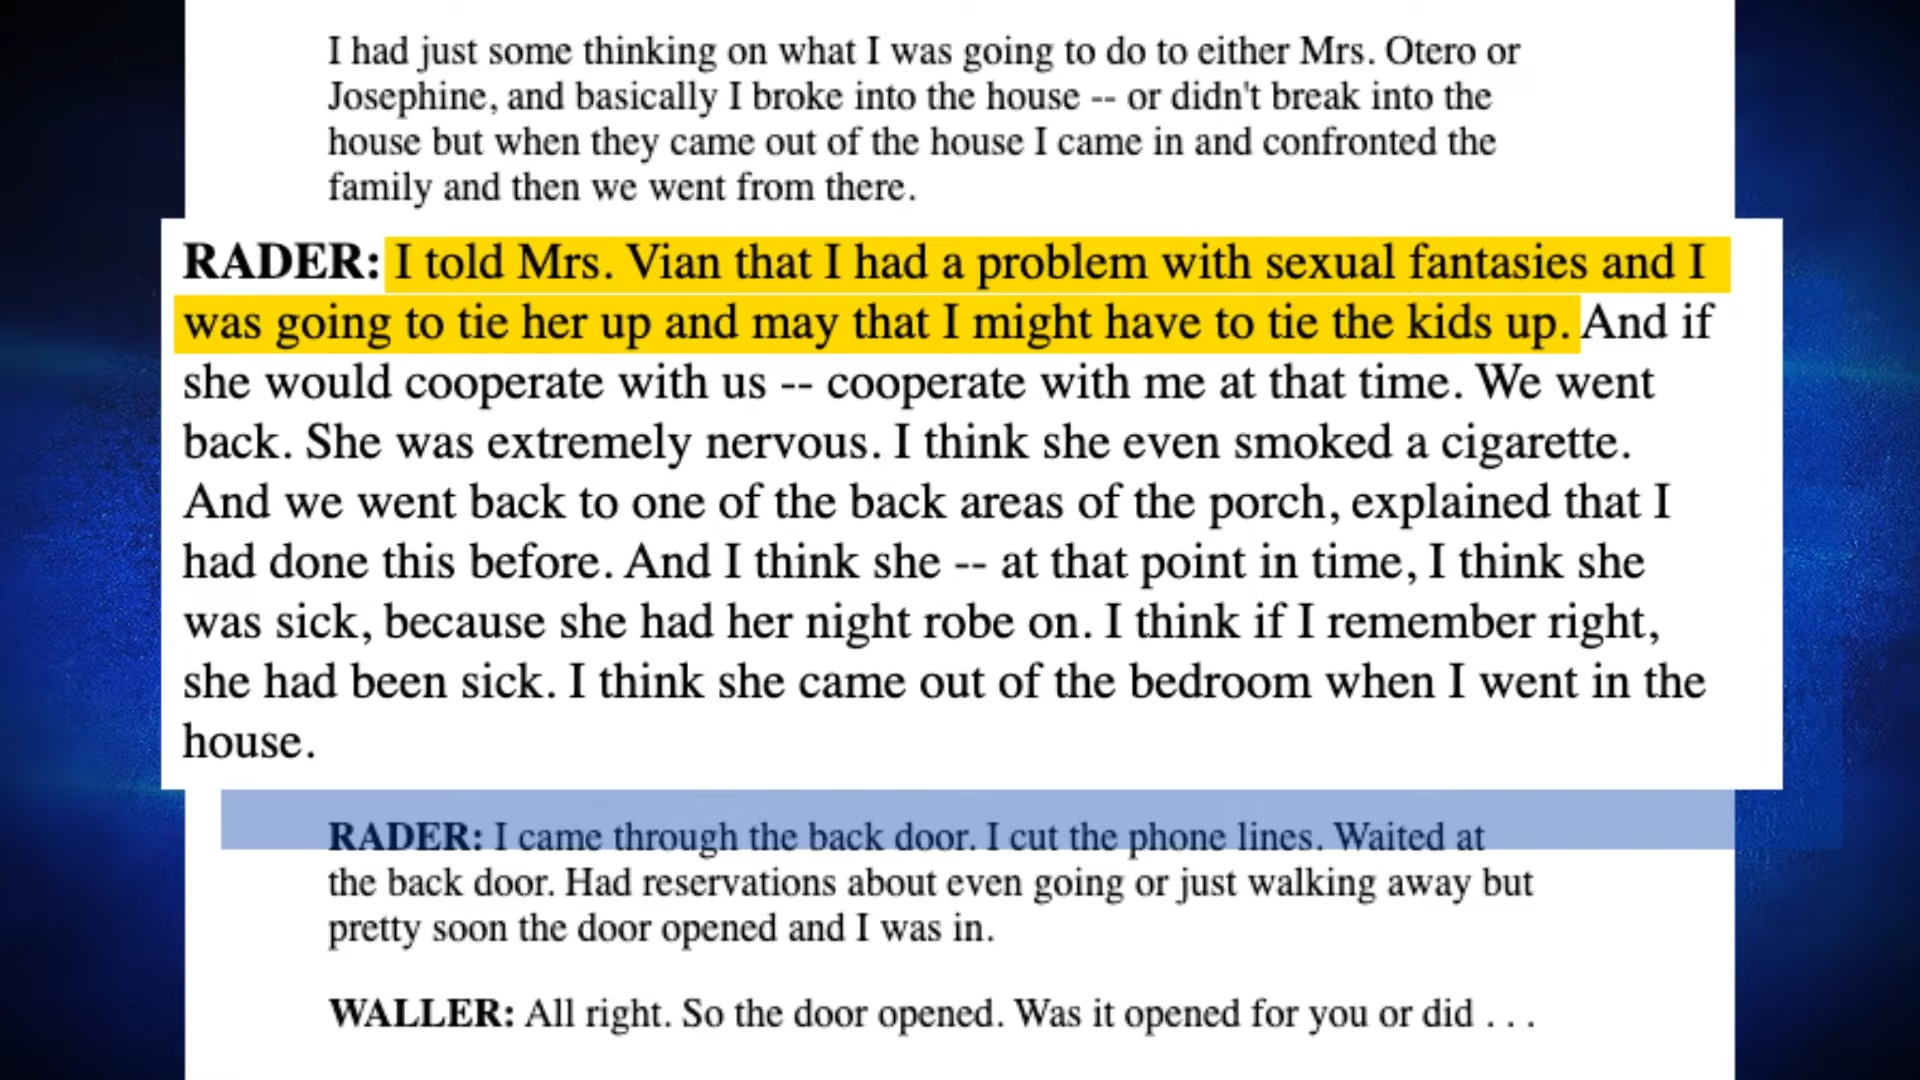 I had just some thinking on what I was going to do to either Mrs. Otero or
Josephine, and basically I broke into the house -- or didn't break into the
house but when they came out of the house I came in and confronted the
family and then we went from there.
RADER: I told Mrs. Vian that I had a problem with sexual fantasies and I
was going to tie her up and may that I might have to tie the kids up. And if
she would cooperate with us -- cooperate with me at that time. We went
back. She was extremely nervous. I think she even smoked a cigarette.
And we went back to one of the back areas of the porch, explained that I
had done this before. And I think she -- at that point in time, I think she
was sick, because she had her night robe on. I think if I remember right,
she had been sick. I think she came out of the bedroom when I went in the
house.
RADER: I came through the back door. I cut the phone lines. Waited at
the back door. Had reservations about even going or just walking away but
pretty soon the door opened and I was in.
WALLER: All right. So the door opened. Was it opened for you or did . . .